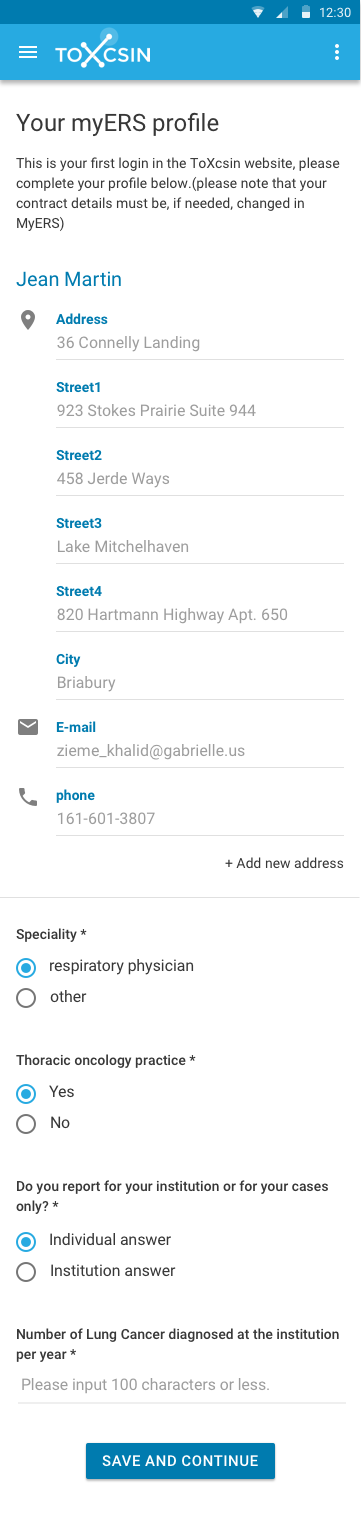 12:30
ToXCSIN
Your myERS profile
This is your first login in the ToXcsin website, please
complete your profile below.(please note that your
contract details must be, if needed, changed in
MyERS)
Jean Martin
Address
36 Connelly Landing
Street1
923 Stokes Prairie Suite 944
Street2
458 Jerde Ways
Street3
Lake Mitchelhaven
Street4
820 Hartmann Highway Apt. 650
City
Briabury
E-mail
zieme_khalid@gabrielle.us
phone
161-601-3807
+ Add new address
Speciality *
respiratory physician
other
Thoracic oncology practice *
Yes
No
Do you report for your institution or for your cases
only? *
Individual answer
Institution answer
Number of Lung Cancer diagnosed at the institution
per year *
Please input 100 characters or less.
SAVE AND CONTINUE